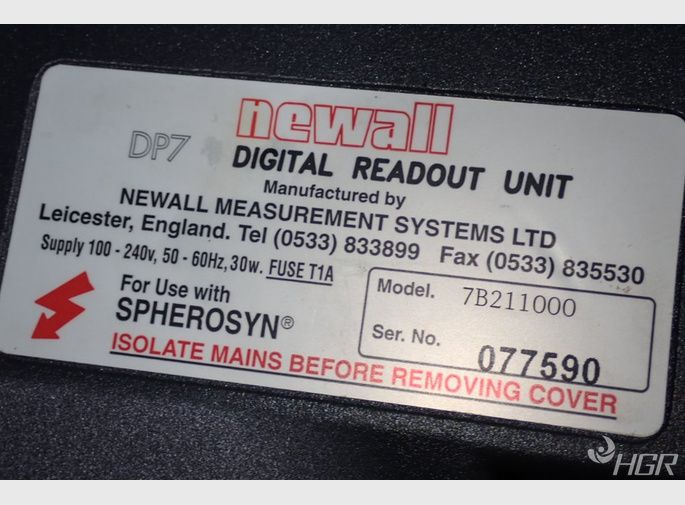 newall
DP7 DIGITAL READOUT UNIT
Manufactured by
NEWALL MEASUREMENT SYSTEMS LTD
Leicester, England. Tel (0533) 833899 Fax (0533) 835530
Supply 100 - 240v, 50 - 60Hz, 30w. FUSE T1A
For Use with
SPHEROSYN®
Model. 7B211000
Ser. No. 077590
ISOLATE MAINS BEFORE REMOVING COVER
HGR